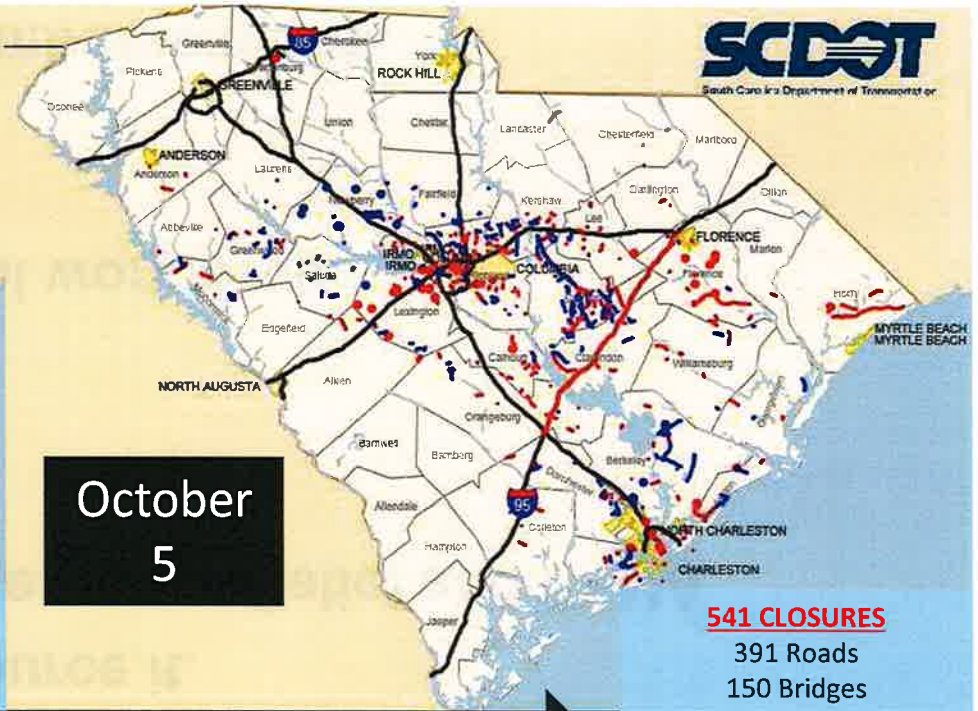 SCDOT
South Carolina Department of Transportation
85
Cherokee
Greenville
York
Pickens
ROCK HILL
GREENVILLE
Oconee
Union
Chester
Lancaster
Chesterfield
Marlboro
ANDERSON
Anderson
Laurens
Fairfield
Kershaw
Darlington
Dillon
Newberry
Lee
Abbeville
FLORENCE
Marion
Greenwood
IRMO
IRMO
COLUMBIA
Saluda
Florence
Horry
Lexington
Edgefield
MYRTLE BEACH
MYRTLE BEACH
Calhoun
Clarendon
Williamsburg
NORTH AUGUSTA
Aiken
Orangeburg
Georgetown
Barnwell
Bamberg
Berkeley
Dorchester
October
5
Allendale
95
Colleton
NORTH CHARLESTON
Hampton
CHARLESTON
Jasper
541 CLOSURES
391 Roads
150 Bridges